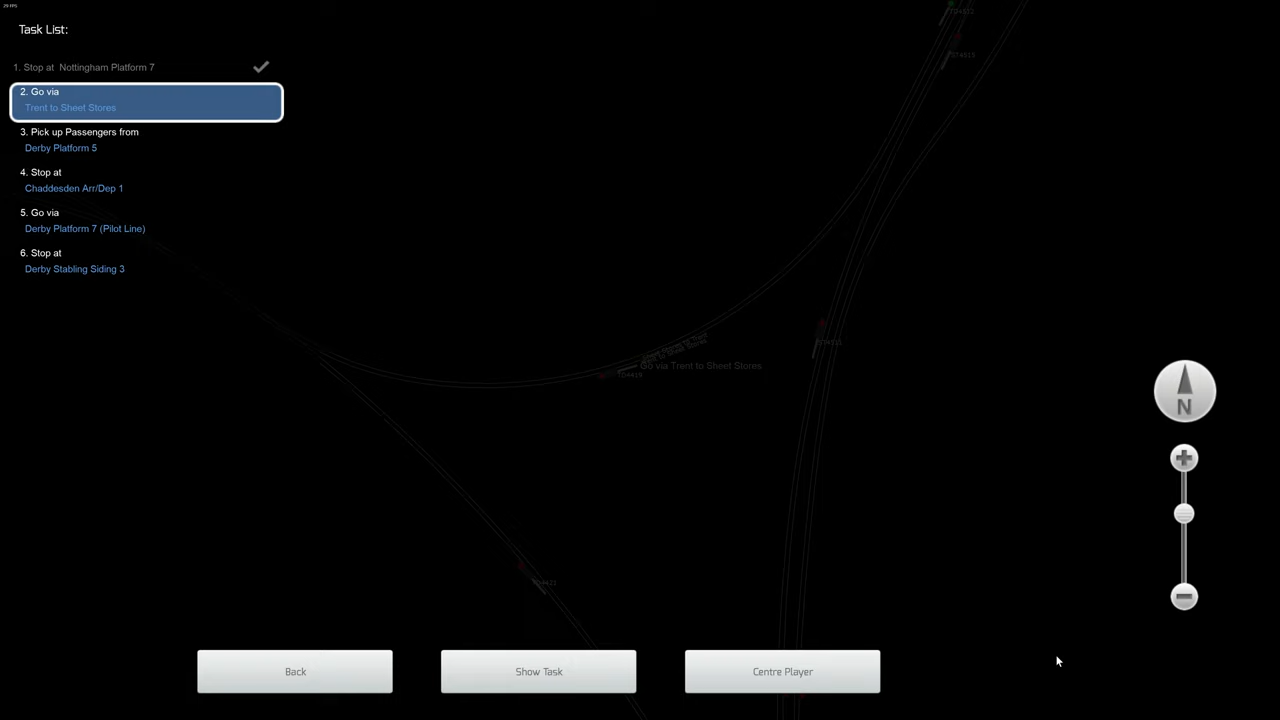 29 FPS
Task List:
1. Stop at Nottingham Platform 7
2. Go via
Trent to Sheet Stores
3. Pick up Passengers from
Derby Platform 5
4. Stop at
Chaddesden Arr/Dep 1
5. Go via
Derby Platform 7 (Pilot Line)
6. Stop at
Derby Stabling Siding 3
Go via Trent to Sheet Stores
N
Back
Show Task
Centre Player